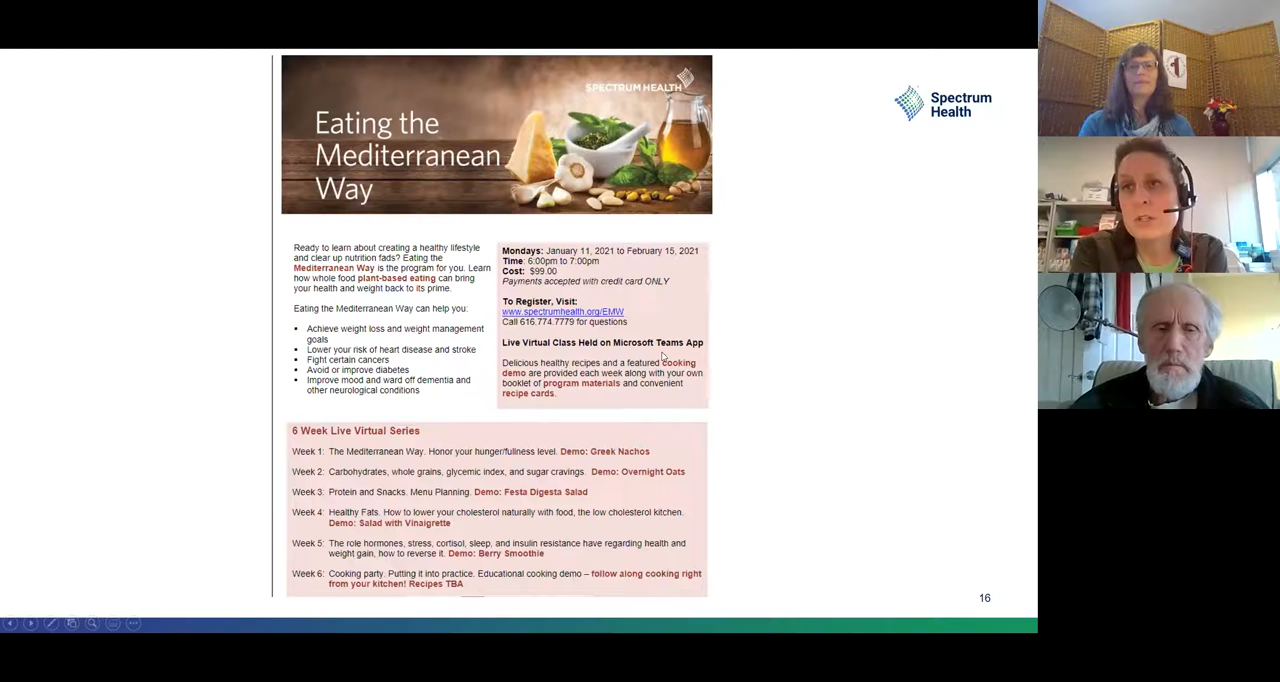 SPECTRUM HEALTH
Eating the
Mediterranean
Way
Spectrum
Health
Ready to learn about creating a healthy lifestyle
and clear up nutrition fads? Eating the
Mediterranean Way is the program for you. Learn
how whole food plant-based eating can bring
your health and weight back to its prime.
Eating the Mediterranean Way can help you:
▪ Achieve weight loss and weight management
goals
▪ Lower your risk of heart disease and stroke
▪ Fight certain cancers
▪ Avoid or improve diabetes
▪ Improve mood and ward off dementia and
other neurological conditions
Mondays: January 11, 2021 to February 15, 2021
Time: 6:00pm to 7:00pm
Cost: $99.00
Payments accepted with credit card ONLY
To Register, Visit:
www.spectrumhealth.org/EMW
Call 616.774.7779 for questions
Live Virtual Class Held on Microsoft Teams App
Delicious healthy recipes and a featured cooking
demo are provided each week along with your own
booklet of program materials and convenient
recipe cards.
6 Week Live Virtual Series
Week 1: The Mediterranean Way. Honor your hunger/fullness level. Demo: Greek Nachos
Week 2: Carbohydrates, whole grains, glycemic index, and sugar cravings. Demo: Overnight Oats
Week 3: Protein and Snacks. Menu Planning. Demo: Festa Digesta Salad
Week 4: Healthy Fats. How to lower your cholesterol naturally with food, the low cholesterol kitchen.
Demo: Salad with Vinaigrette
Week 5: The role hormones, stress, cortisol, sleep, and insulin resistance have regarding health and
weight gain, how to reverse it. Demo: Berry Smoothie
Week 6: Cooking party. Putting it into practice. Educational cooking demo – follow along cooking right
from your kitchen! Recipes TBA
16